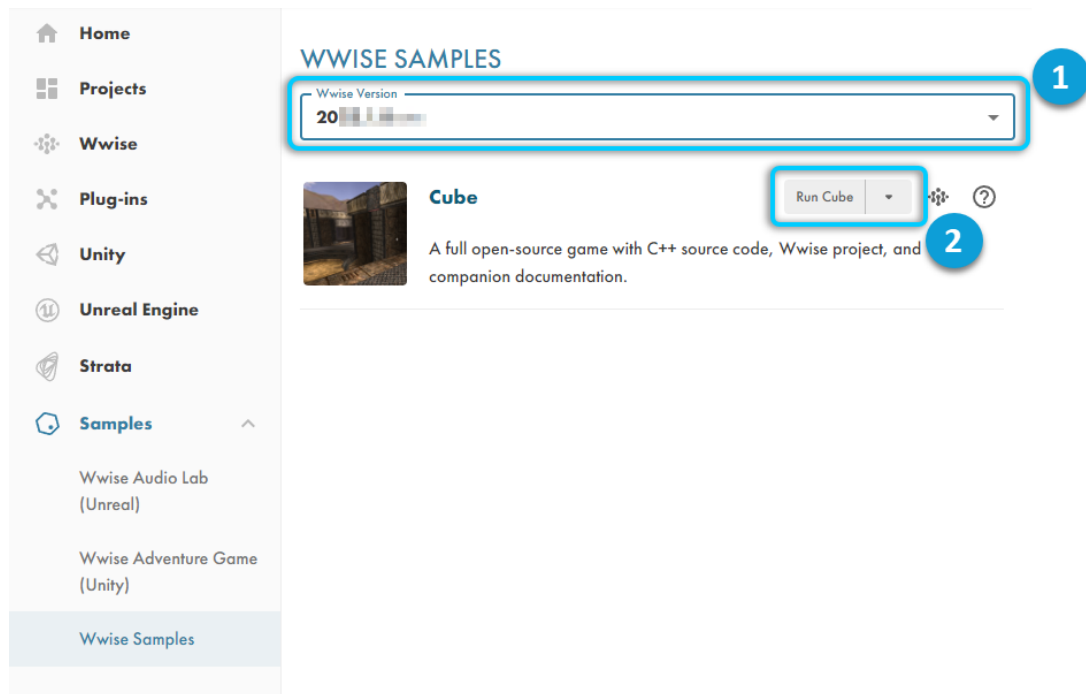 Home
Projects
Wwise
Plug-ins
Unity
Unreal Engine
Strata
Samples
Wwise Audio Lab
(Unreal)
Wwise Adventure Game
(Unity)
Wwise Samples
WWISE SAMPLES
1
Wwise Version
20
Cube
Run Cube
2
A full open-source game with C++ source code, Wwise project, and
companion documentation.